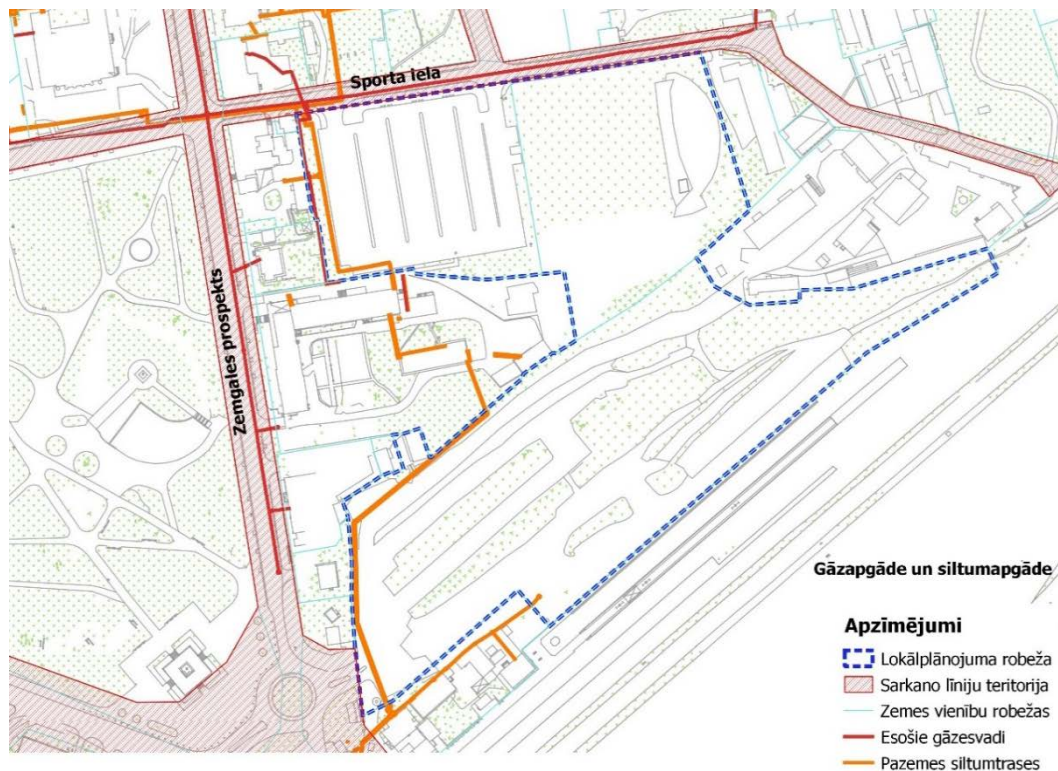 Sporta iela
Zemgales prospekts
Gāzapgāde un siltumapgāde
Apzīmējumi
Lokālplānojuma robeža
Sarkano līniju teritorija
Zemes vienību robežas
Esošie gāzesvadi
Pazemes siltumtrases